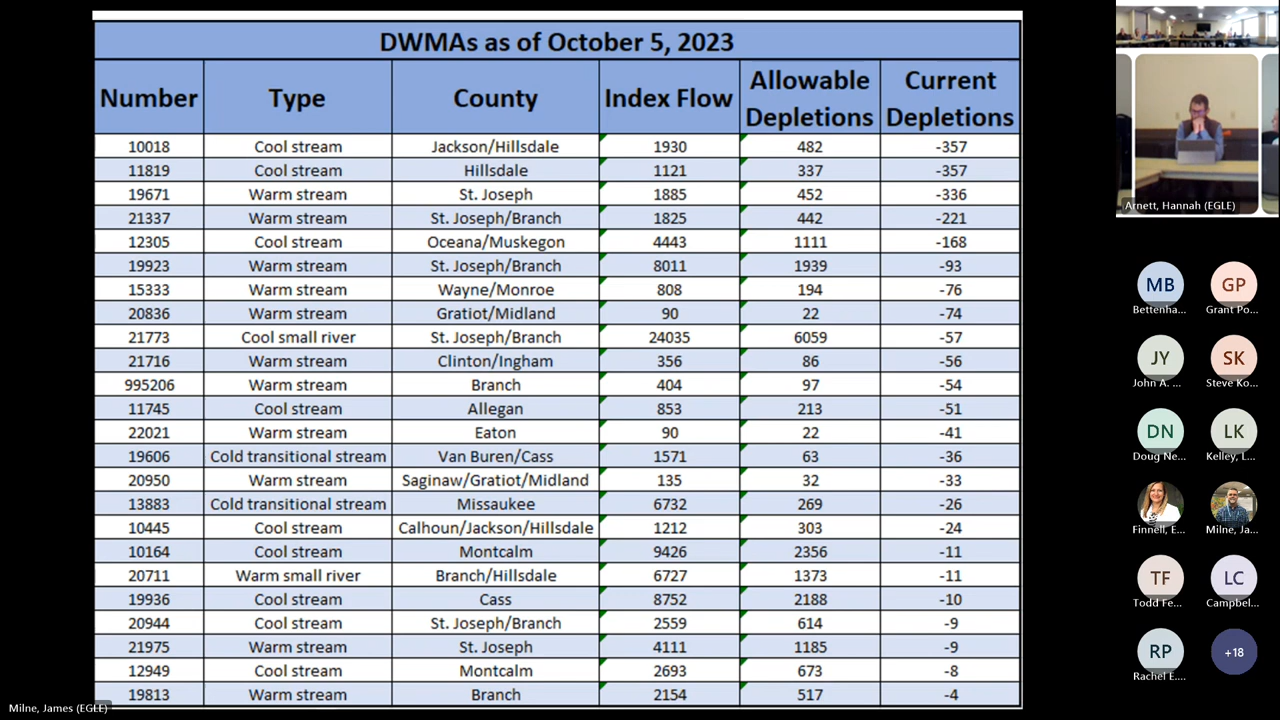 DWMAs as of October 5, 2023
Number Type County Index Flow Allowable Depletions Current Depletions
10018 Cool stream Jackson/Hillsdale 1930 482 -357
11819 Cool stream Hillsdale 1121 337 -357
19671 Warm stream St. Joseph 1885 452 -336
21337 Warm stream St. Joseph/Branch 1825 442 -221
12305 Cool stream Oceana/Muskegon 4443 1111 -168
19923 Warm stream St. Joseph/Branch 8011 1939 -93
15333 Warm stream Wayne/Monroe 808 194 -76
20836 Warm stream Gratiot/Midland 90 22 -74
21773 Cool small river St. Joseph/Branch 24035 6059 -57
21716 Warm stream Clinton/Ingham 356 86 -56
995206 Warm stream Branch 404 97 -54
11745 Cool stream Allegan 853 213 -51
22021 Warm stream Eaton 90 22 -41
19606 Cold transitional stream Van Buren/Cass 1571 63 -36
20950 Warm stream Saginaw/Gratiot/Midland 135 32 -33
13883 Cold transitional stream Missaukee 6732 269 -26
10445 Cool stream Calhoun/Jackson/Hillsdale 1212 303 -24
10164 Cool stream Montcalm 9426 2356 -11
20711 Warm small river Branch/Hillsdale 6727 1373 -11
19936 Cool stream Cass 8752 2188 -10
20944 Cool stream St. Joseph/Branch 2559 614 -9
21975 Warm stream St. Joseph 4111 1185 -9
12949 Cool stream Montcalm 2693 673 -8
19813 Warm stream Branch 2154 517 -4
Milne, James (EGLE)
Arnett, Hannah (EGLE)
MB GP
Bettenha... Grant Po...
JY SK
John A. ... Steve Ko...
DN LK
Doug Ne... Kelley, L...
Finnell, E... Milne, Ja...
TF LC
Todd Fe... Campbel...
RP +18
Rachel E....